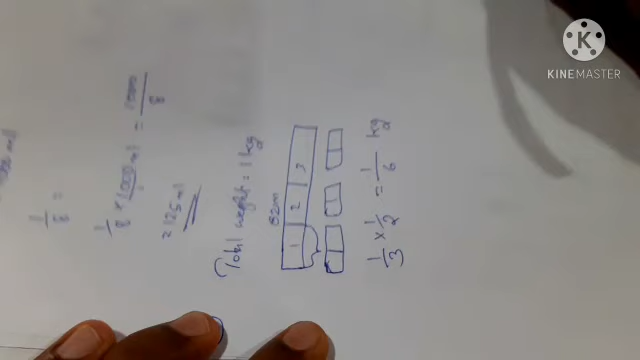 1/8 =
1/8 × 1000 ml = 1000/8
= 125 ml
Total weight = 1 kg
1 2 3
1/3 × 1/2 = 1/6 kg
K
KINEMASTER